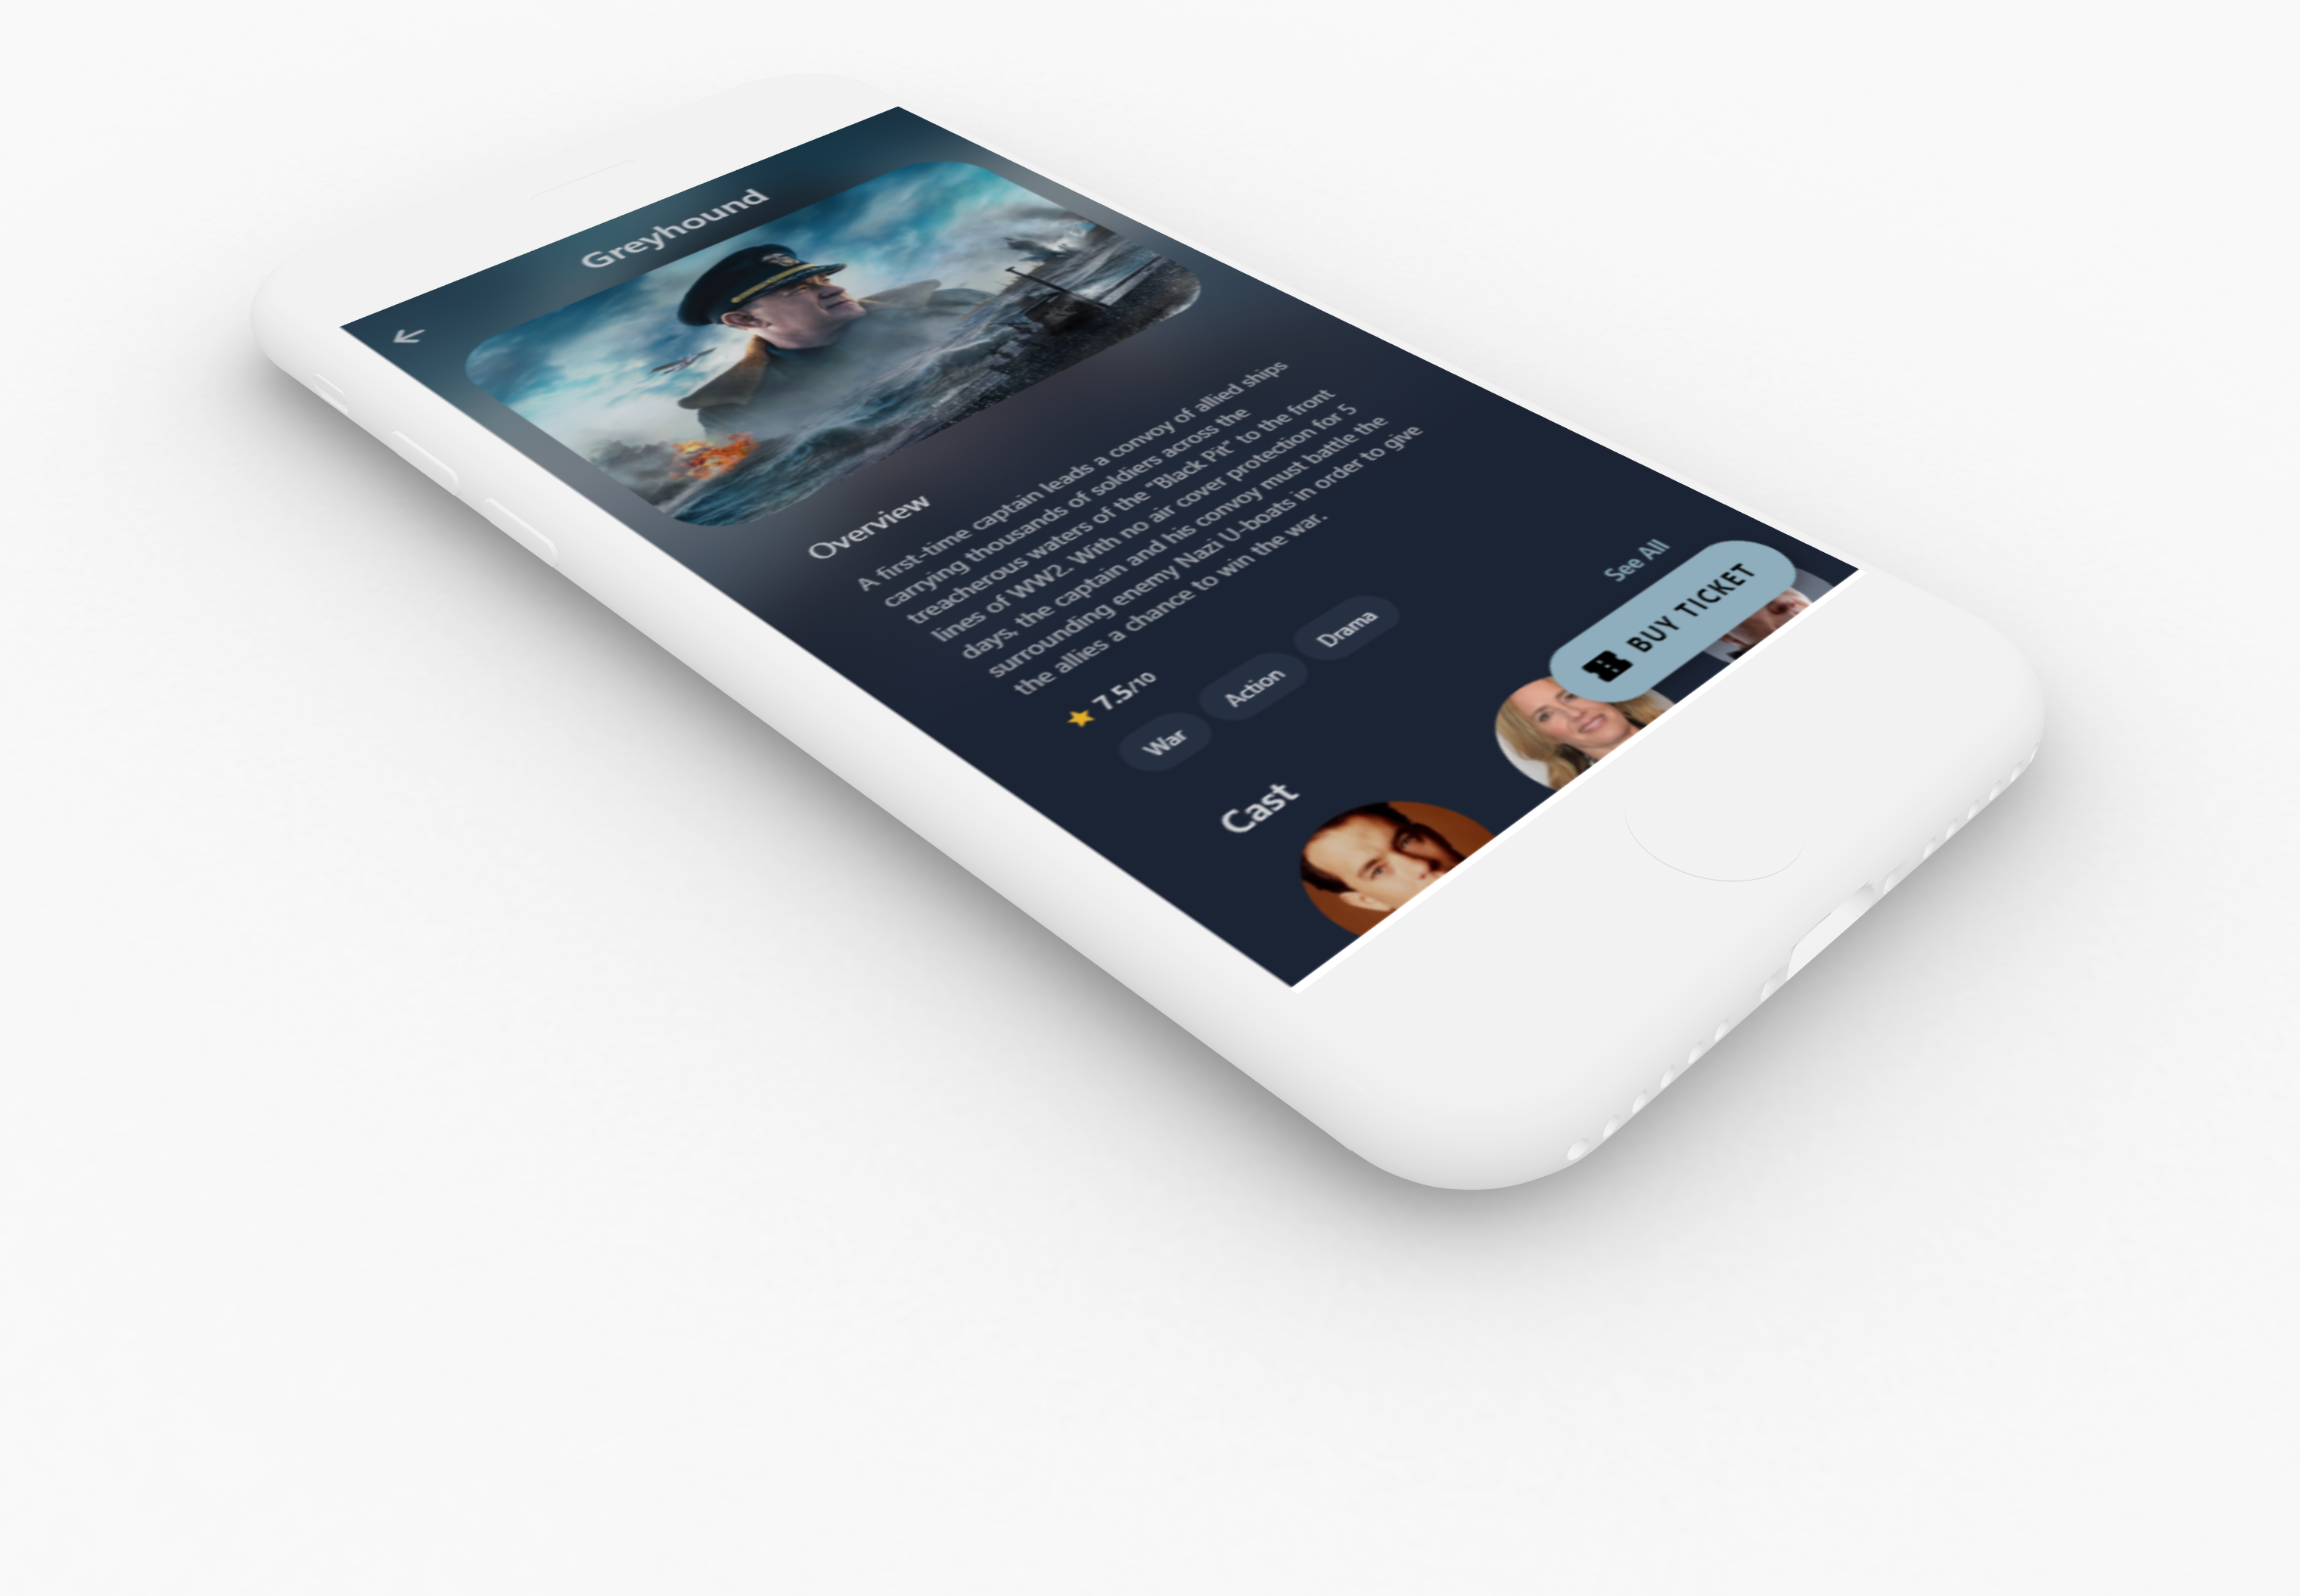 Greyhound
Overview
A first-time captain leads a convoy of allied ships
carrying thousands of soldiers across the
treacherous waters of the "Black Pit" to the front
lines of WW2. With no air cover protection for 5
days, the captain and his convoy must battle the
surrounding enemy Nazi U-boats in order to give
the allies a chance to win the war.
7.5/10
War
Action
Drama
Cast
See All
BUY TICKET